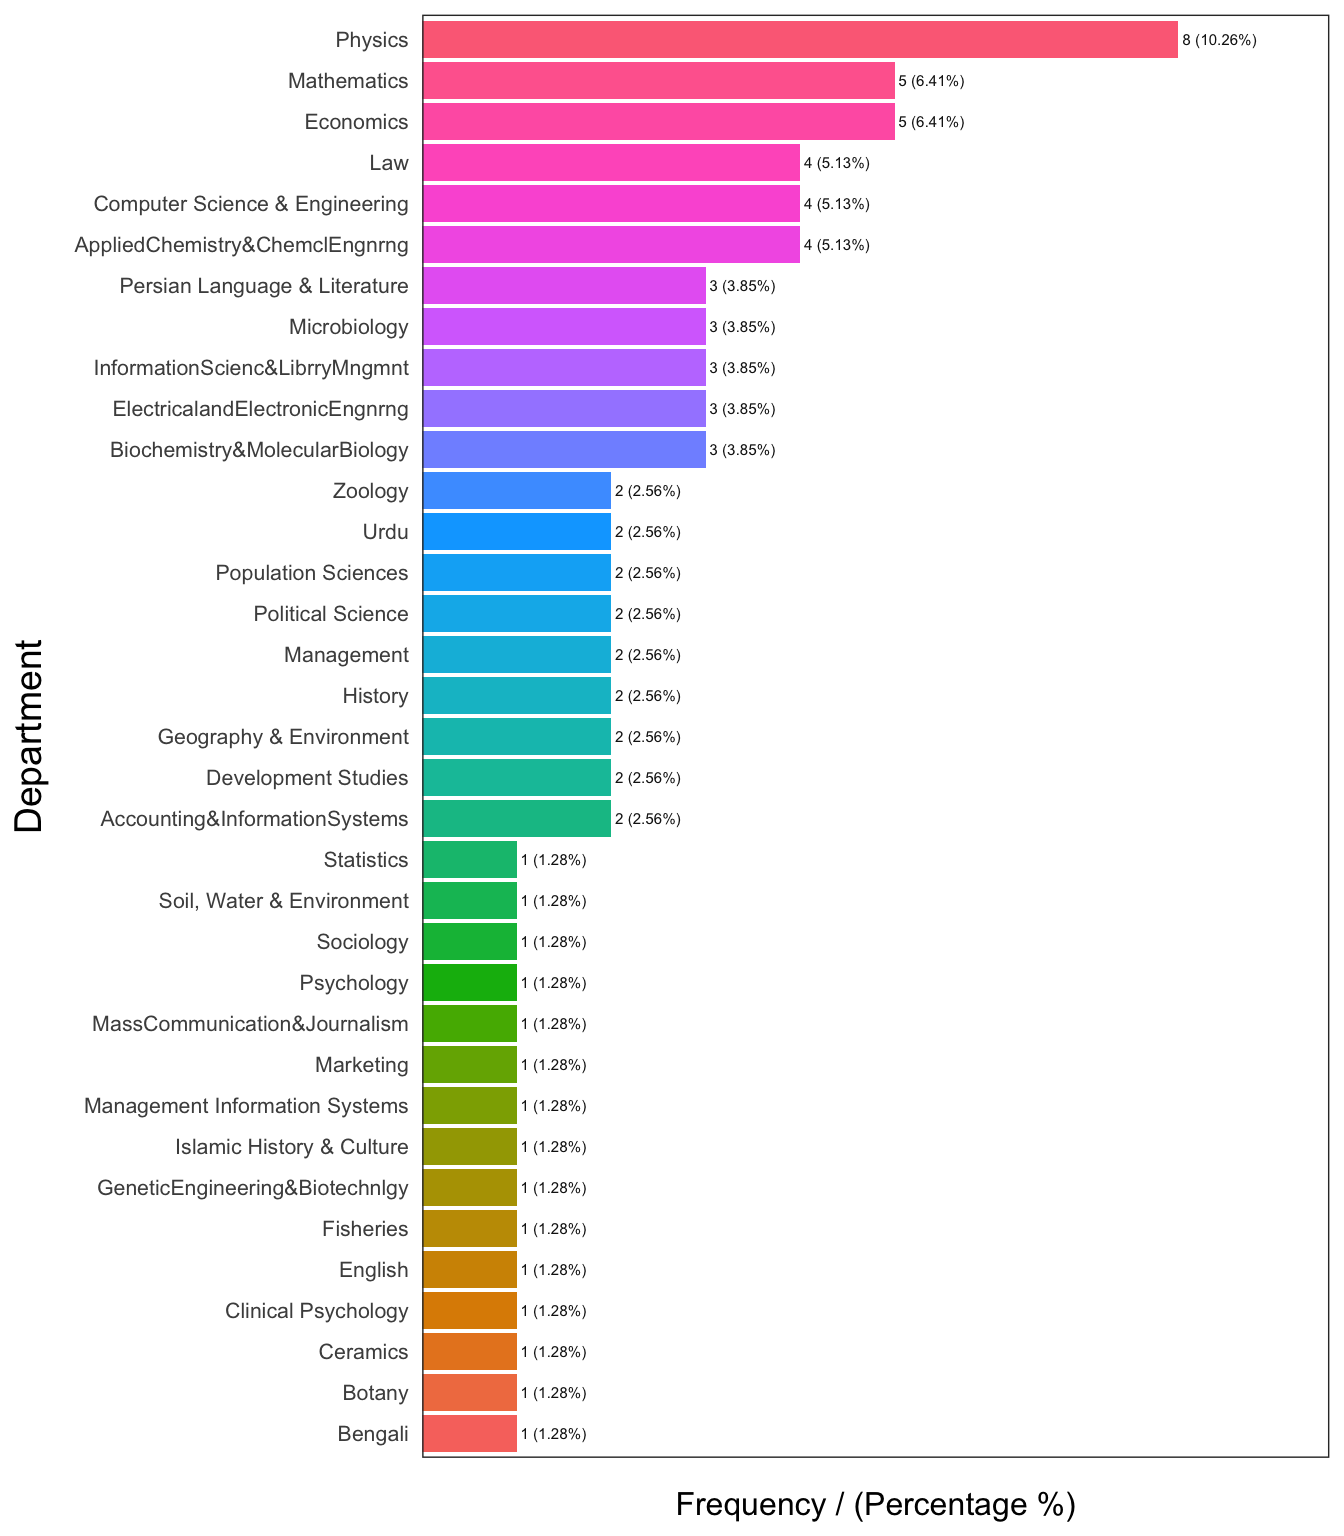 Physics 8 (10.26%)
Mathematics 5 (6.41%)
Economics 5 (6.41%)
Law 4 (5.13%)
Computer Science & Engineering 4 (5.13%)
AppliedChemistry&ChemclEngnrng 4 (5.13%)
Persian Language & Literature 3 (3.85%)
Microbiology 3 (3.85%)
InformationScienc&LibrryMngmnt 3 (3.85%)
ElectricalandElectronicEngnrng 3 (3.85%)
Biochemistry&MolecularBiology 3 (3.85%)
Zoology 2 (2.56%)
Urdu 2 (2.56%)
Population Sciences 2 (2.56%)
Political Science 2 (2.56%)
Management 2 (2.56%)
History 2 (2.56%)
Geography & Environment 2 (2.56%)
Development Studies 2 (2.56%)
Accounting&InformationSystems 2 (2.56%)
Statistics 1 (1.28%)
Soil, Water & Environment 1 (1.28%)
Sociology 1 (1.28%)
Psychology 1 (1.28%)
MassCommunication&Journalism 1 (1.28%)
Marketing 1 (1.28%)
Management Information Systems 1 (1.28%)
Islamic History & Culture 1 (1.28%)
GeneticEngineering&Biotechnlgy 1 (1.28%)
Fisheries 1 (1.28%)
English 1 (1.28%)
Clinical Psychology 1 (1.28%)
Ceramics 1 (1.28%)
Botany 1 (1.28%)
Bengali 1 (1.28%)
Department
Frequency / (Percentage %)